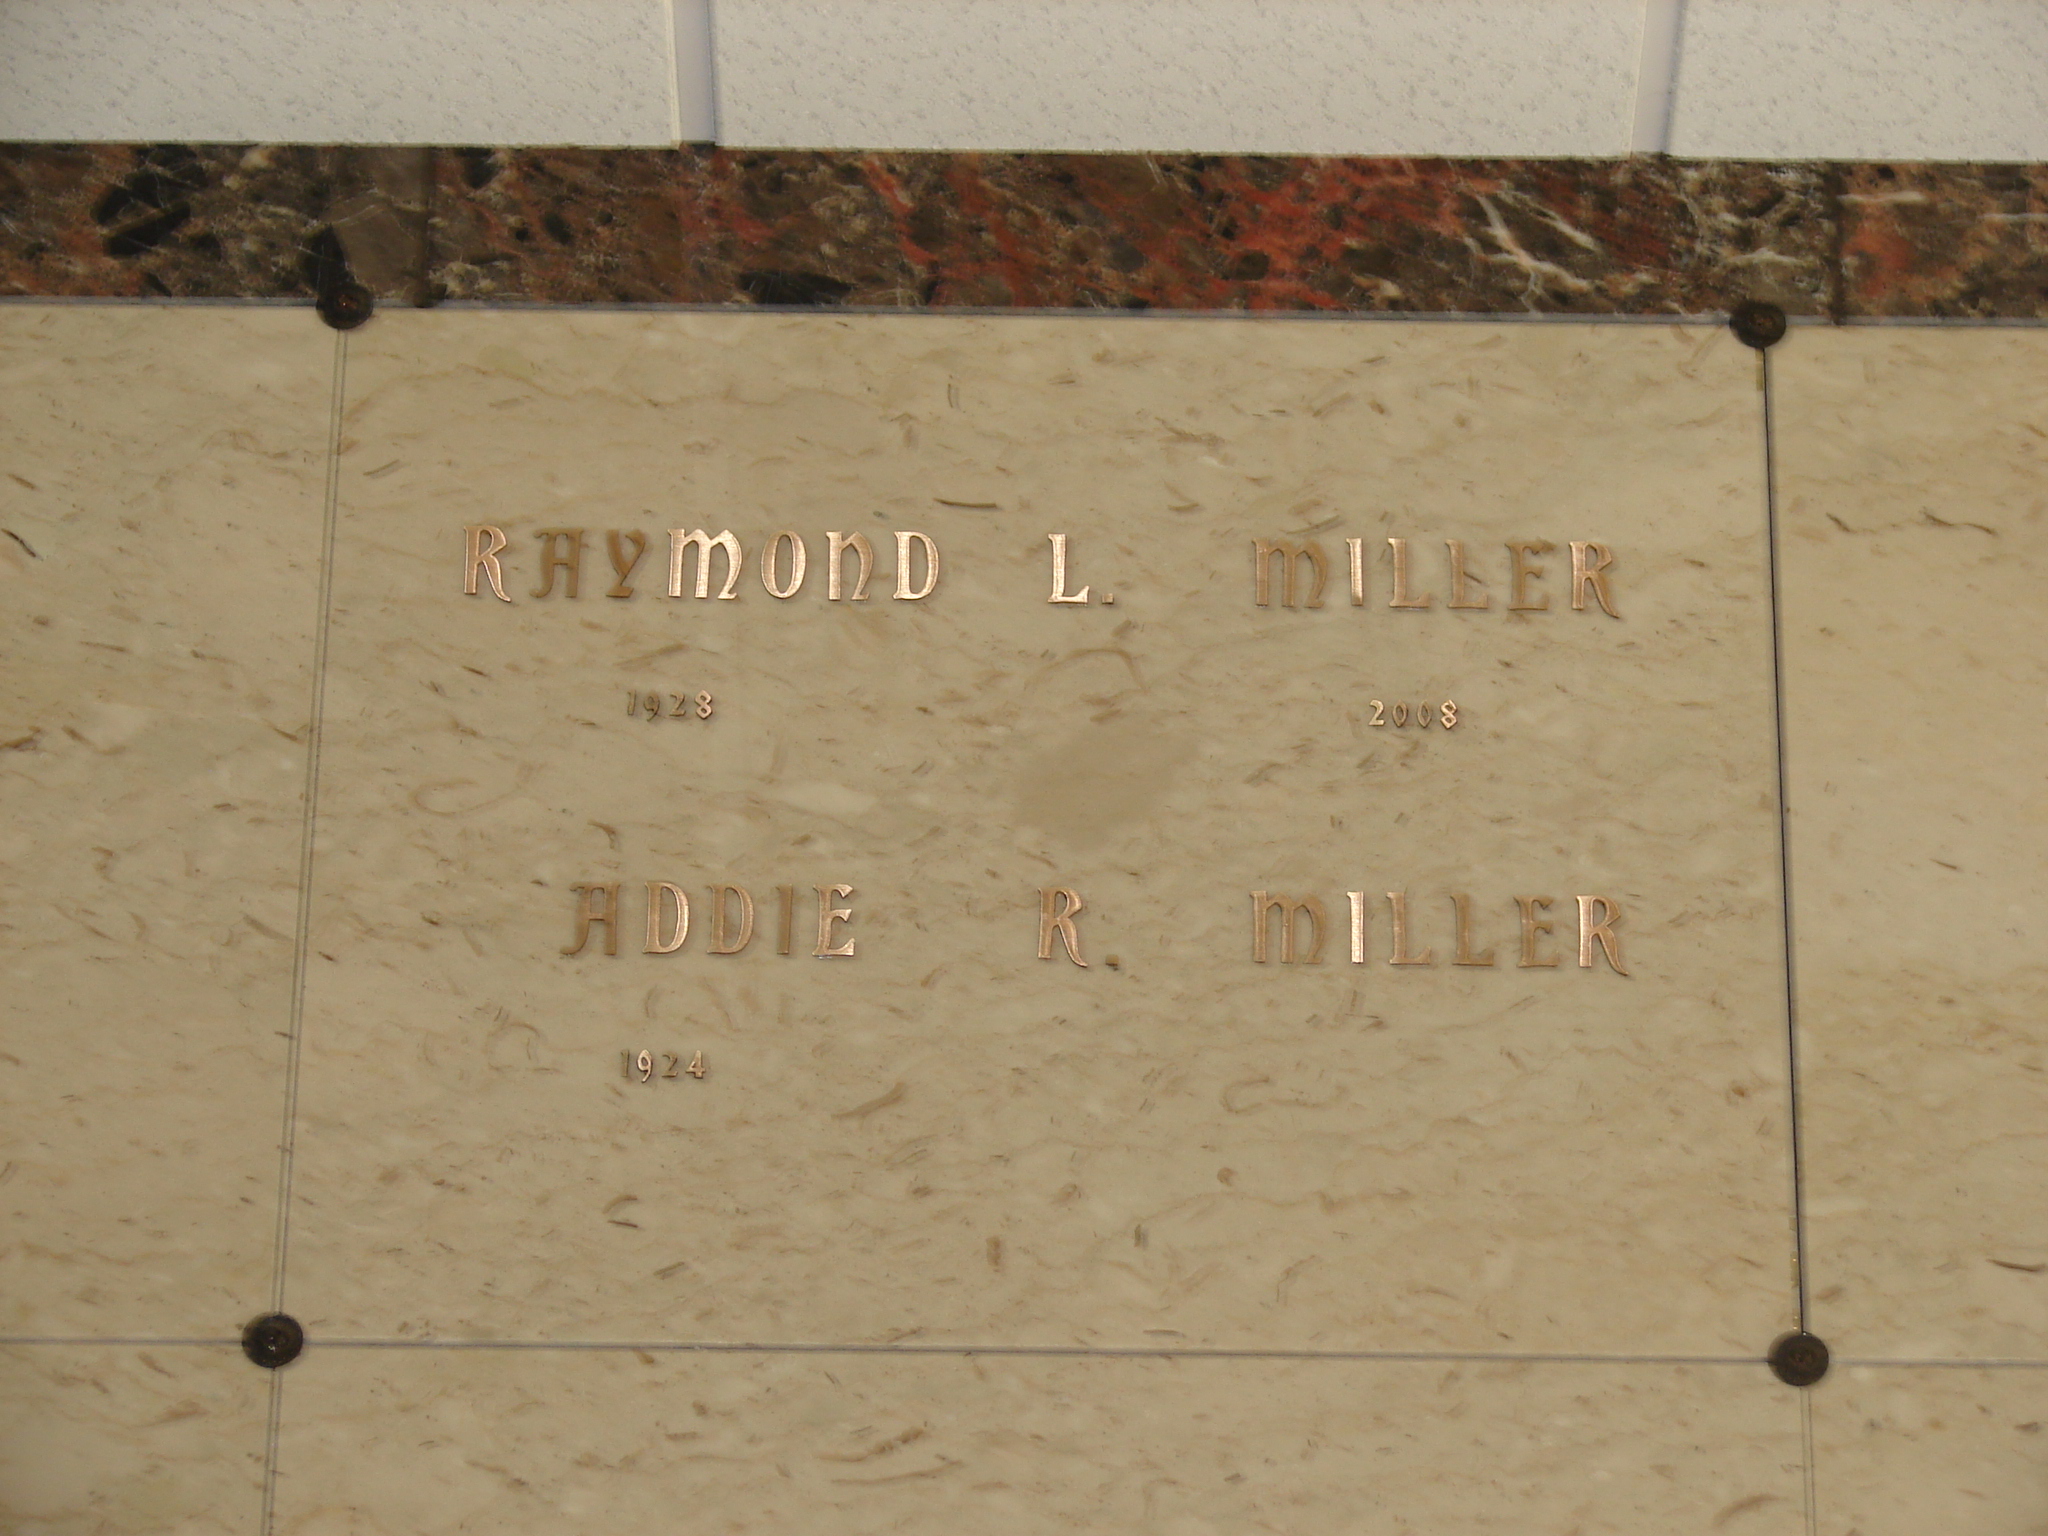 RAYMOND L. MILLER
1928 2008
ADDIE R. MILLER
1924